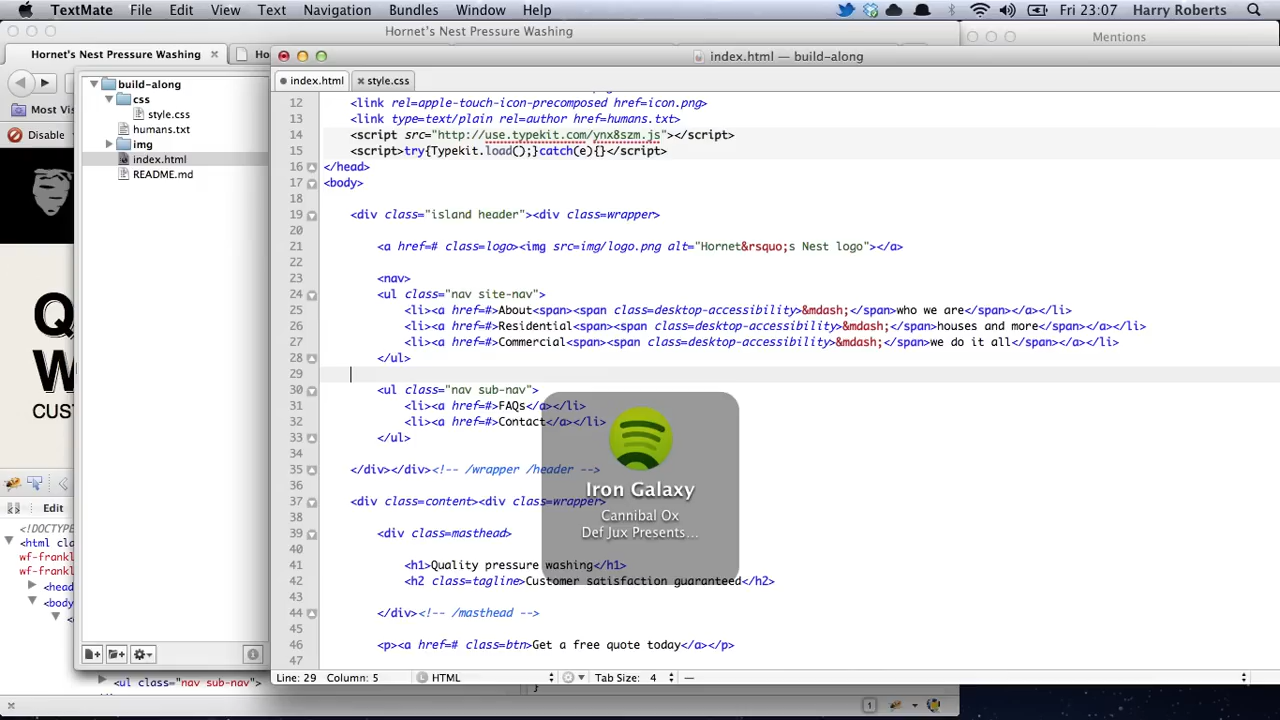 TextMate File Edit View Text Navigation Bundles Window Help Fri 23:07 Harry Roberts
Hornet's Nest Pressure Washing
Mentions
Hornet's Nest Pressure Washing Ho
index.html — build-along
Most Vis
Disable
Q
W
CUST
Edit
<!DOCTYPE
<html clas
wf-frankl
wf-frankl
<head
<body
<ul class="nav sub-nav">
build-along
css
style.css
humans.txt
img
index.html
README.md
index.html style.css
12 <link rel=apple-touch-icon-precomposed href=icon.png>
13 <link type=text/plain rel=author href=humans.txt>
14 <script src="http://use.typekit.com/ynx8szm.js"></script>
15 <script>try{Typekit.load();}catch(e){}</script>
16 </head>
17 <body>
18
19 <div class="island header"><div class=wrapper>
20
21 <a href=# class=logo><img src=img/logo.png alt="Hornet&rsquo;s Nest logo"></a>
22
23 <nav>
24 <ul class="nav site-nav">
25 <li><a href=#>About<span><span class=desktop-accessibility>&mdash;</span>who we are</span></a></li>
26 <li><a href=#>Residential<span><span class=desktop-accessibility>&mdash;</span>houses and more</span></a></li>
27 <li><a href=#>Commercial<span><span class=desktop-accessibility>&mdash;</span>we do it all</span></a></li>
28 </ul>
29
30 <ul class="nav sub-nav">
31 <li><a href=#>FAQs</a></li>
32 <li><a href=#>Contact</a></li>
33 </ul>
34
35 </div></div><!-- /wrapper /header -->
36
37 <div class=content><div class=wrapper>
38
39 <div class=masthead>
40
41 <h1>Quality pressure washing</h1>
42 <h2 class=tagline>Customer satisfaction guaranteed</h2>
43
44 </div><!-- /masthead -->
45
46 <p><a href=# class=btn>Get a free quote today</a></p>
47
Iron Galaxy
Cannibal Ox
Def Jux Presents...
Line: 29 Column: 5 HTML Tab Size: 4 —
1